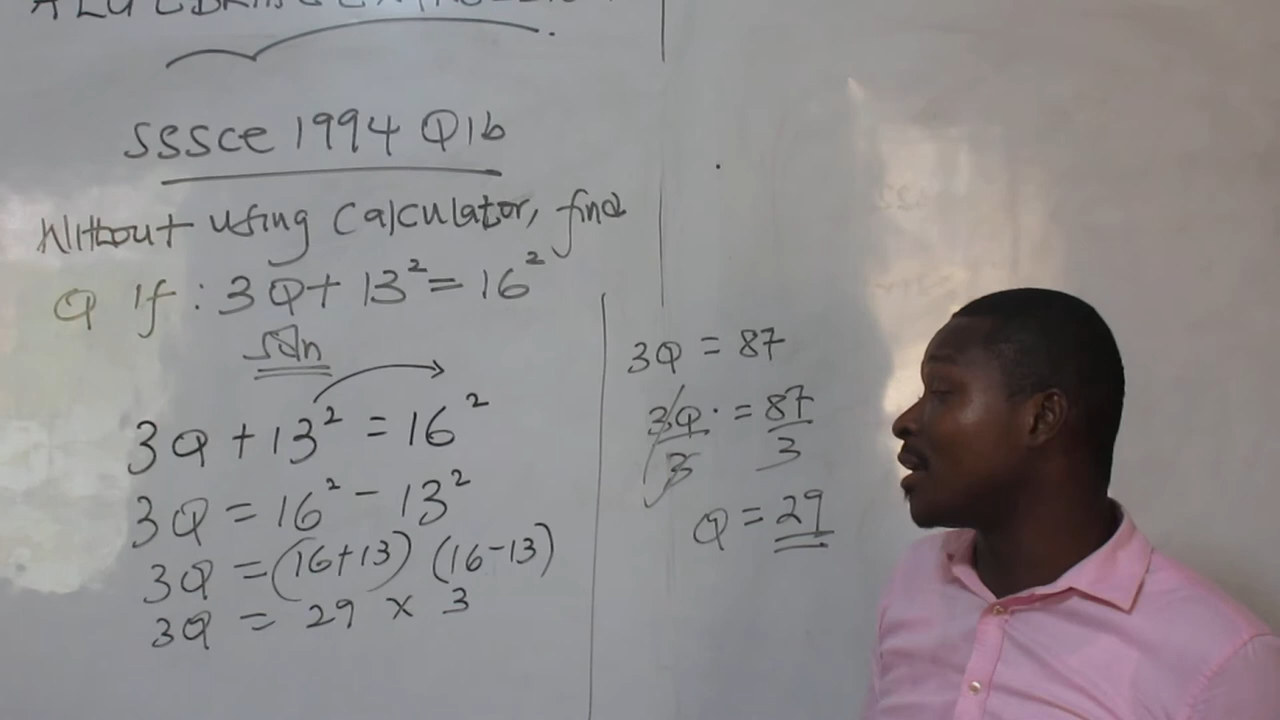 SSSCE 1994 Q1b
Without using Calculator, find
Q If : 3Q + 13² = 16²
Soln
3Q + 13² = 16²
3Q = 16² - 13²
3Q = (16+13) (16-13)
3Q = 29 x 3
3Q = 87
3Q/3 = 87/3
Q = 29